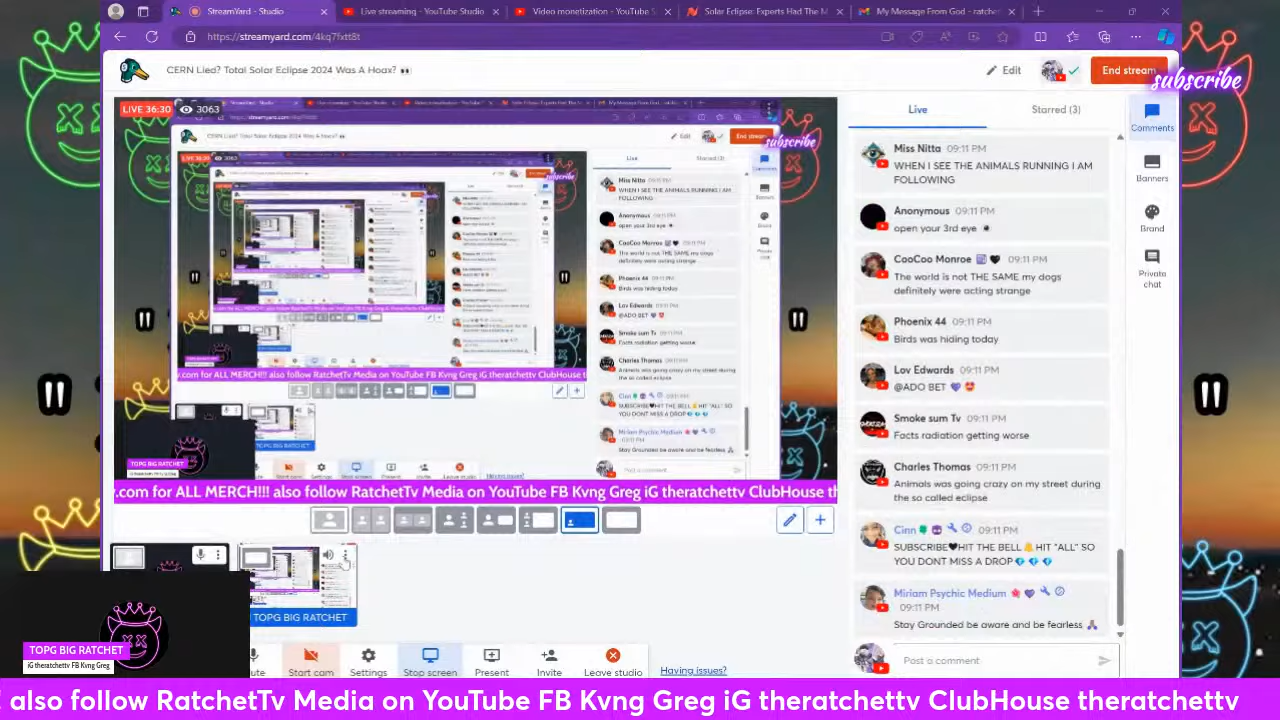 StreamYard - Studio
Live streaming - YouTube Studio
Video monetization - YouTube S
Solar Eclipse: Experts Had The M
My Message From God - ratchet
https://streamyard.com/4kq7fxtt8t
CERN Lied? Total Solar Eclipse 2024 Was A Hoax? 👀
Edit
End stream
subscribe
LIVE 36:30
3063
Live
Starred (3)
Comments
Banners
Brand
Private
chat
Miss Nitta 09:11 PM
WHEN I SEE THE ANIMALS RUNNING I AM
FOLLOWING
Anonymous 09:11 PM
open your 3rd eye 👁
CooCoo Monroe 09:11 PM
The world is not THE SAME my dogs
definitely were acting strange
Phoenix 44 09:11 PM
Birds was hiding today
Lov Edwards 09:11 PM
@ADO BET 💜 😍
Smoke sum Tv 09:11 PM
Facts radiation getting worse
Charles Thomas 09:11 PM
Animals was going crazy on my street during
the so called eclipse
Cinn 09:11 PM
SUBSCRIBE🖤HIT THE BELL🔔HIT "ALL" SO
YOU DONT MISS A DROP💎💎💎
Miriam Psychic Medium
09:11 PM
Stay Grounded be aware and be fearless 🙏
Post a comment
v.com for ALL MERCH!!! also follow RatchetTv Media on YouTube FB Kvng Greg iG theratchettv ClubHouse th
TOPG BIG RATCHET
ute
Start cam
Settings
Stop screen
Present
Invite
Leave studio
Having issues?
TOPG BIG RATCHET
iG theratchettv FB Kvng Greg
also follow RatchetTv Media on YouTube FB Kvng Greg iG theratchettv ClubHouse theratchettv